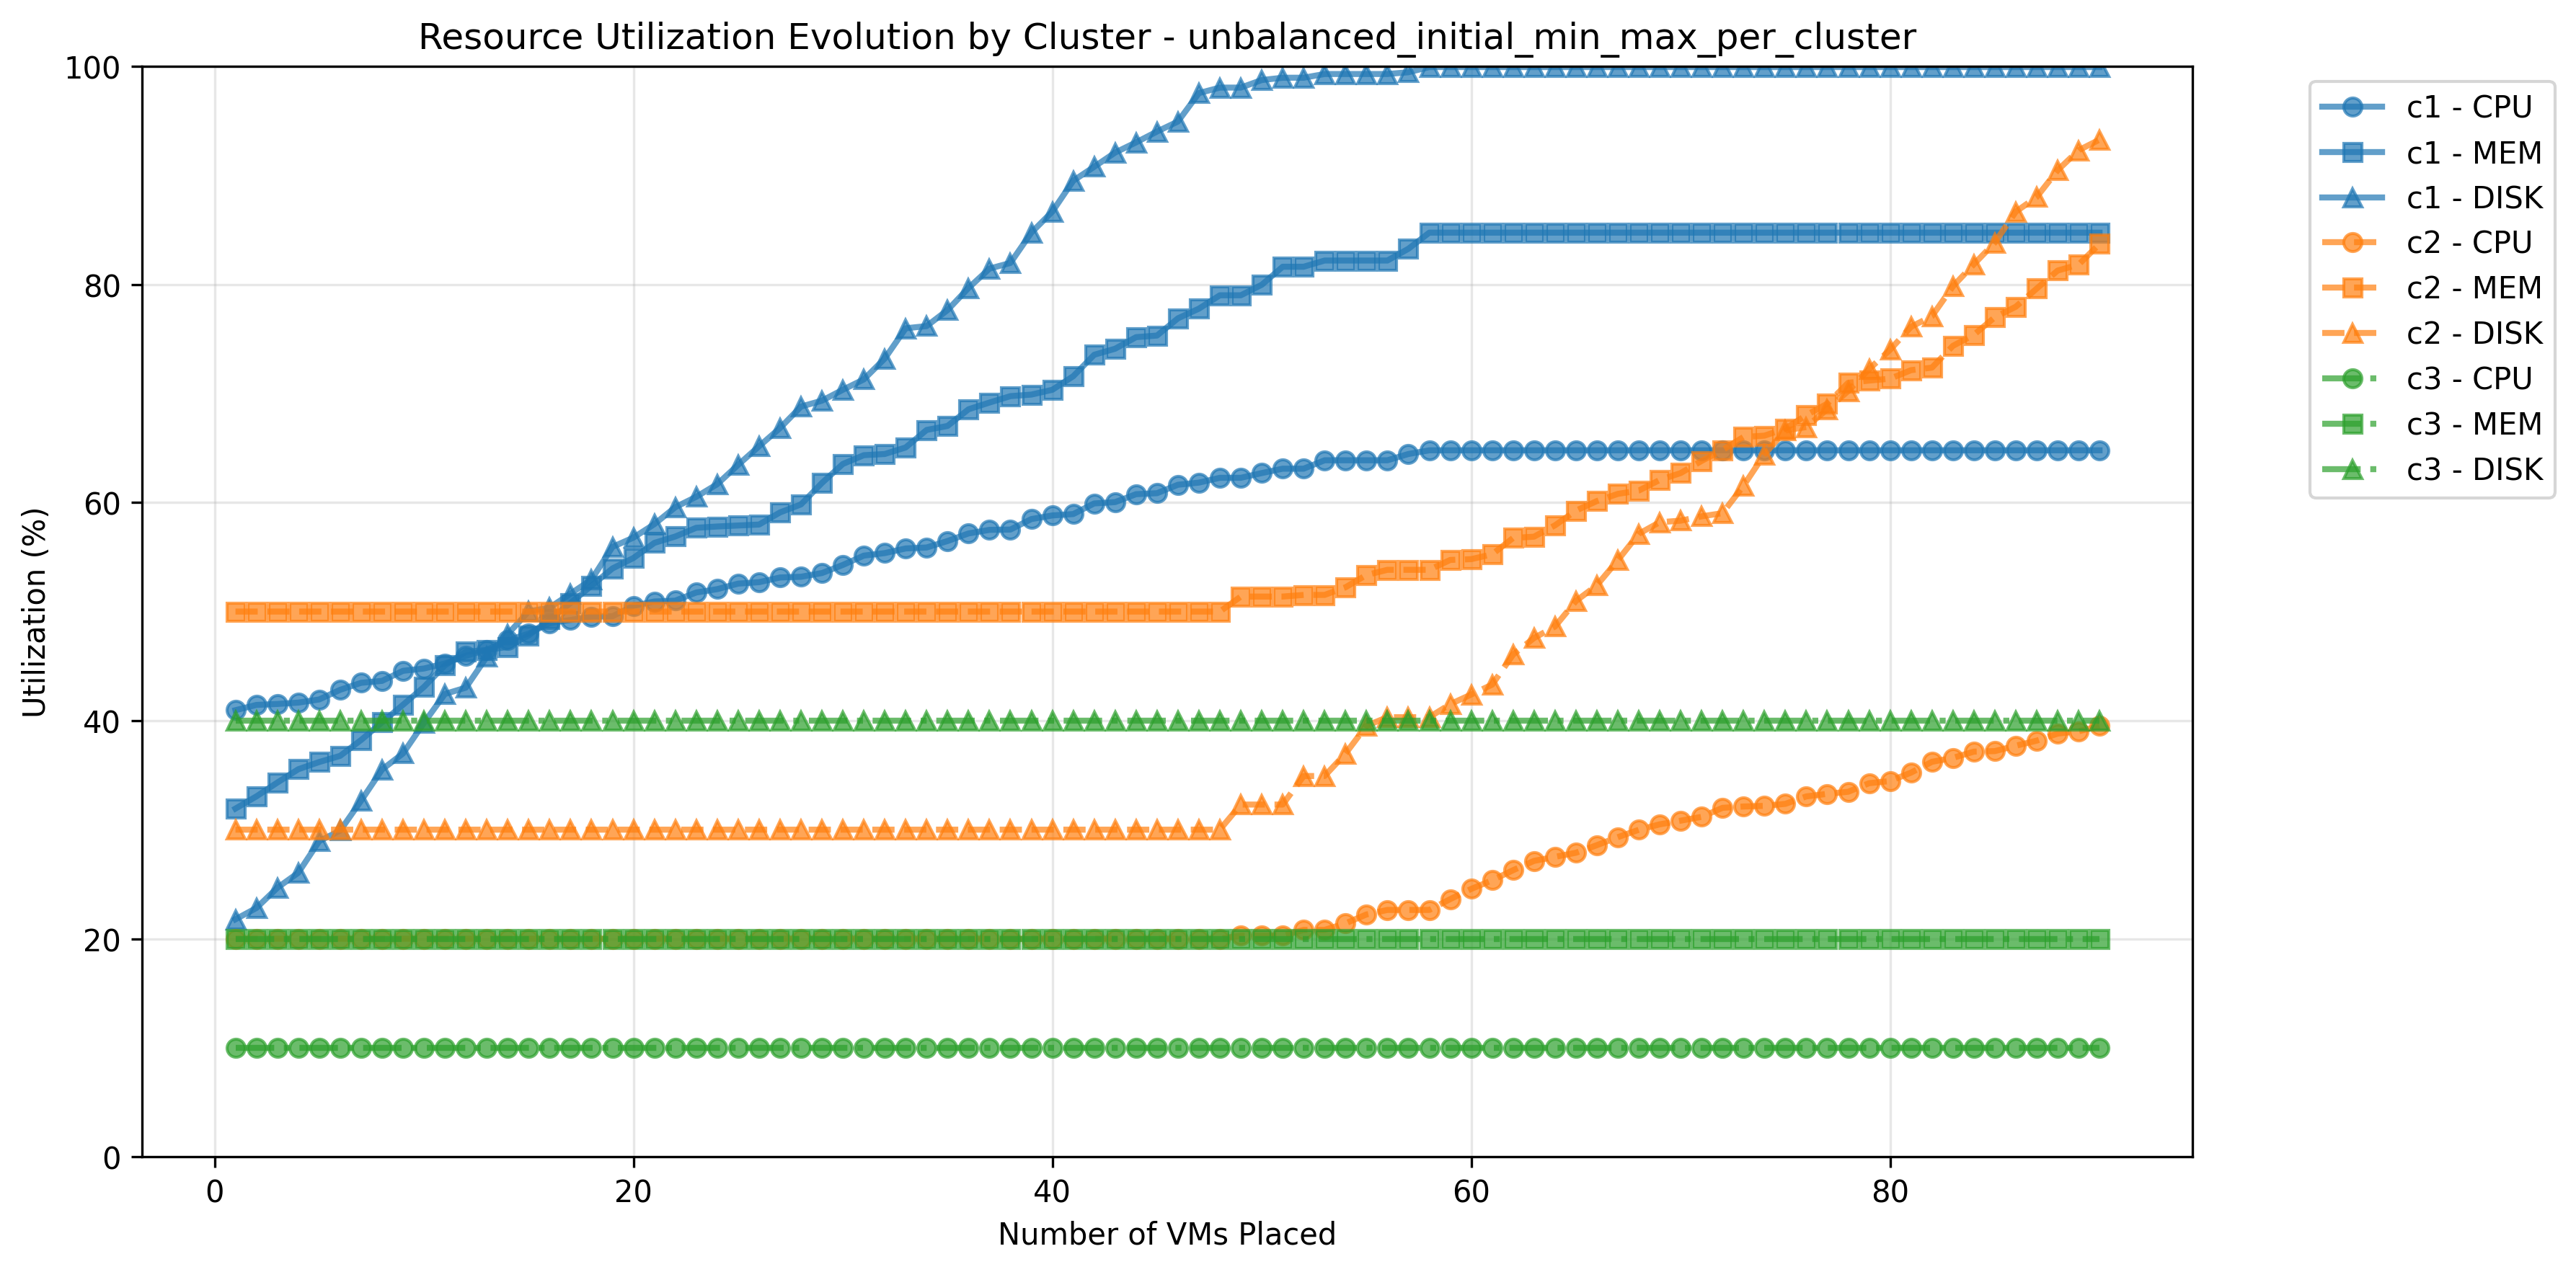 Resource Utilization Evolution by Cluster - unbalanced_initial_min_max_per_cluster
100
80
60
40
20
0
Utilization (%)
0 20 40 60 80
Number of VMs Placed
c1 - CPU
c1 - MEM
c1 - DISK
c2 - CPU
c2 - MEM
c2 - DISK
c3 - CPU
c3 - MEM
c3 - DISK